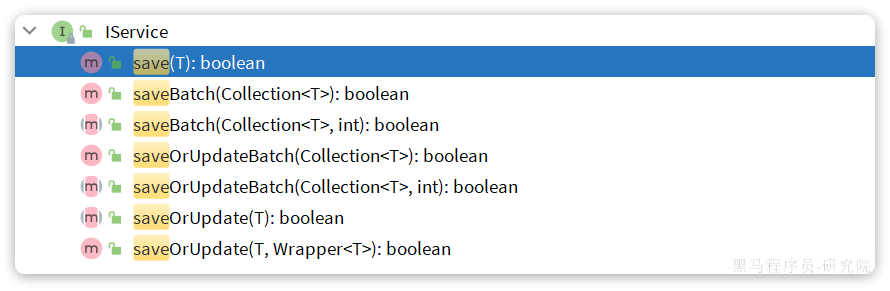 IService
save(T): boolean
saveBatch(Collection<T>): boolean
saveBatch(Collection<T>, int): boolean
saveOrUpdateBatch(Collection<T>): boolean
saveOrUpdateBatch(Collection<T>, int): boolean
saveOrUpdate(T): boolean
saveOrUpdate(T, Wrapper<T>): boolean
黑马程序员-研究院